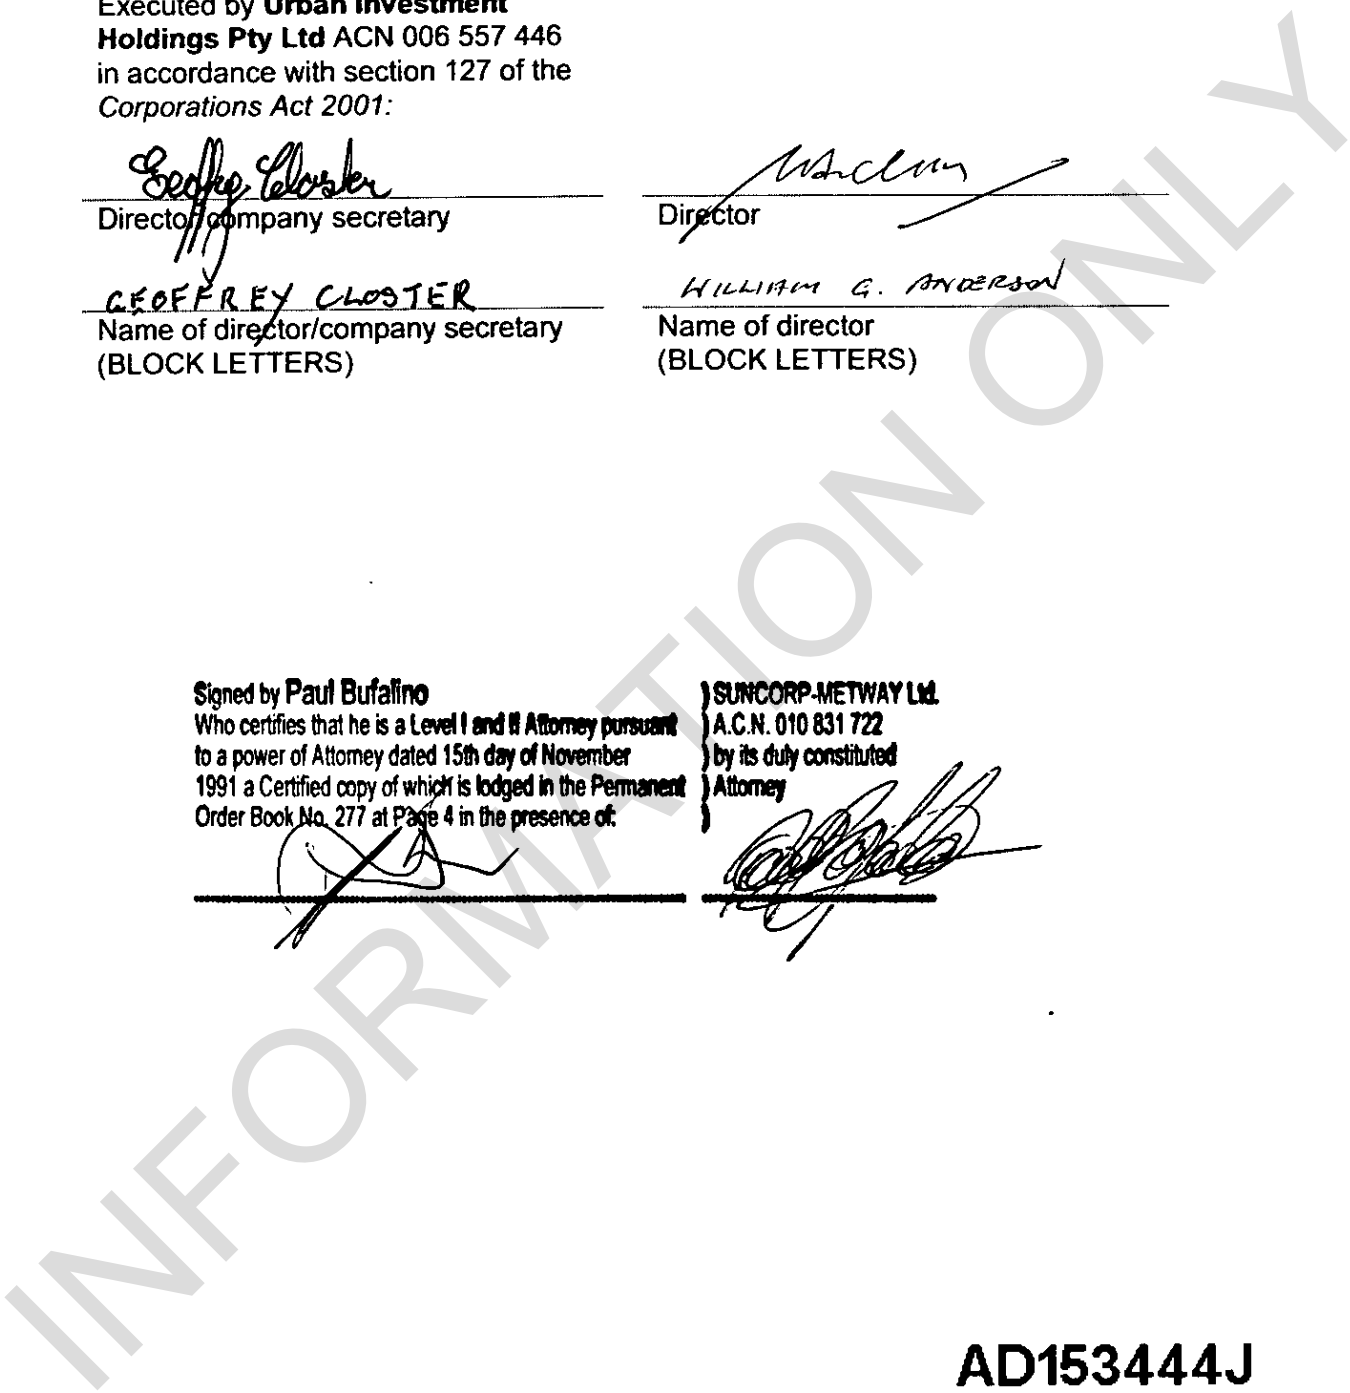 Executed by Urban Investment
Holdings Pty Ltd ACN 006 557 446
in accordance with section 127 of the
Corporations Act 2001:
Director/company secretary
Director
GEOFFREY CLOSTER
WILLIAM G. ANDERSON
Name of director/company secretary
(BLOCK LETTERS)
Name of director
(BLOCK LETTERS)
Signed by Paul Bufalino
Who certifies that he is a Level I and II Attorney pursuant
to a power of Attorney dated 15th day of November
1991 a Certified copy of which is lodged in the Permanent
Order Book No. 277 at Page 4 in the presence of:
) SUNCORP-METWAY Ltd.
) A.C.N. 010 831 722
) by its duly constituted
) Attorney
)
AD153444J
INFORMATION ONLY